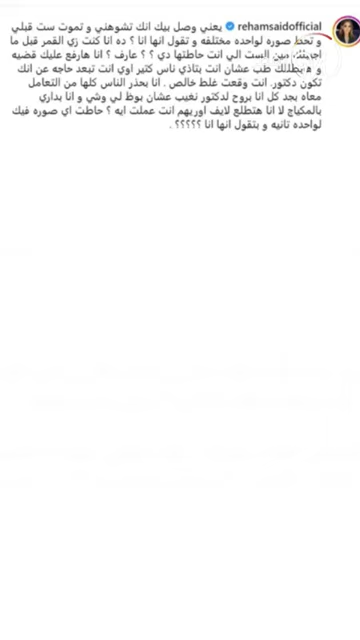 rehamsaidofficial يعني وصل بيك انك تشوهني و تموت ست قبلي
و تحط صوره لواحده مختلفه و تقول انها انا ؟ ده انا كنت زي القمر قبل ما
اجيلك مين الست الي انت حاطتها دي ؟ ؟ عارف ؟ انا هارفع عليك قضيه
و هبطلك طب عشان انت بتاذي ناس كتير اوي انت تبعد حاجه عن انك
تكون دكتور. انت وقعت غلط خالص . انا بحذر الناس كلها من التعامل
معاه بجد كل انا بروح لدكتور نغيب عشان بوظ لي وشي و انا بداري
بالمكياج لا انا هتطلع لايف اوريهم انت عملت ايه ؟ حاطت اي صوره فيك
لواحده تانيه و بتقول انها انا ؟؟؟؟؟ .